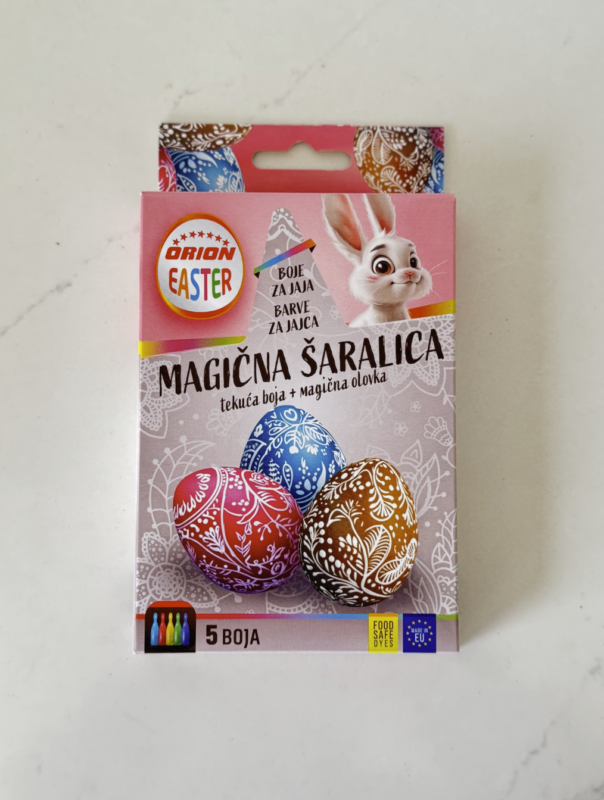 ORION
EASTER
BOJE
ZA JAJA
BARVE
ZA JAJCA
MAGIČNA ŠARALICA
tekuća boja + magična olovka
5 BOJA
FOOD
SAFE
DYES
MADE IN
EU